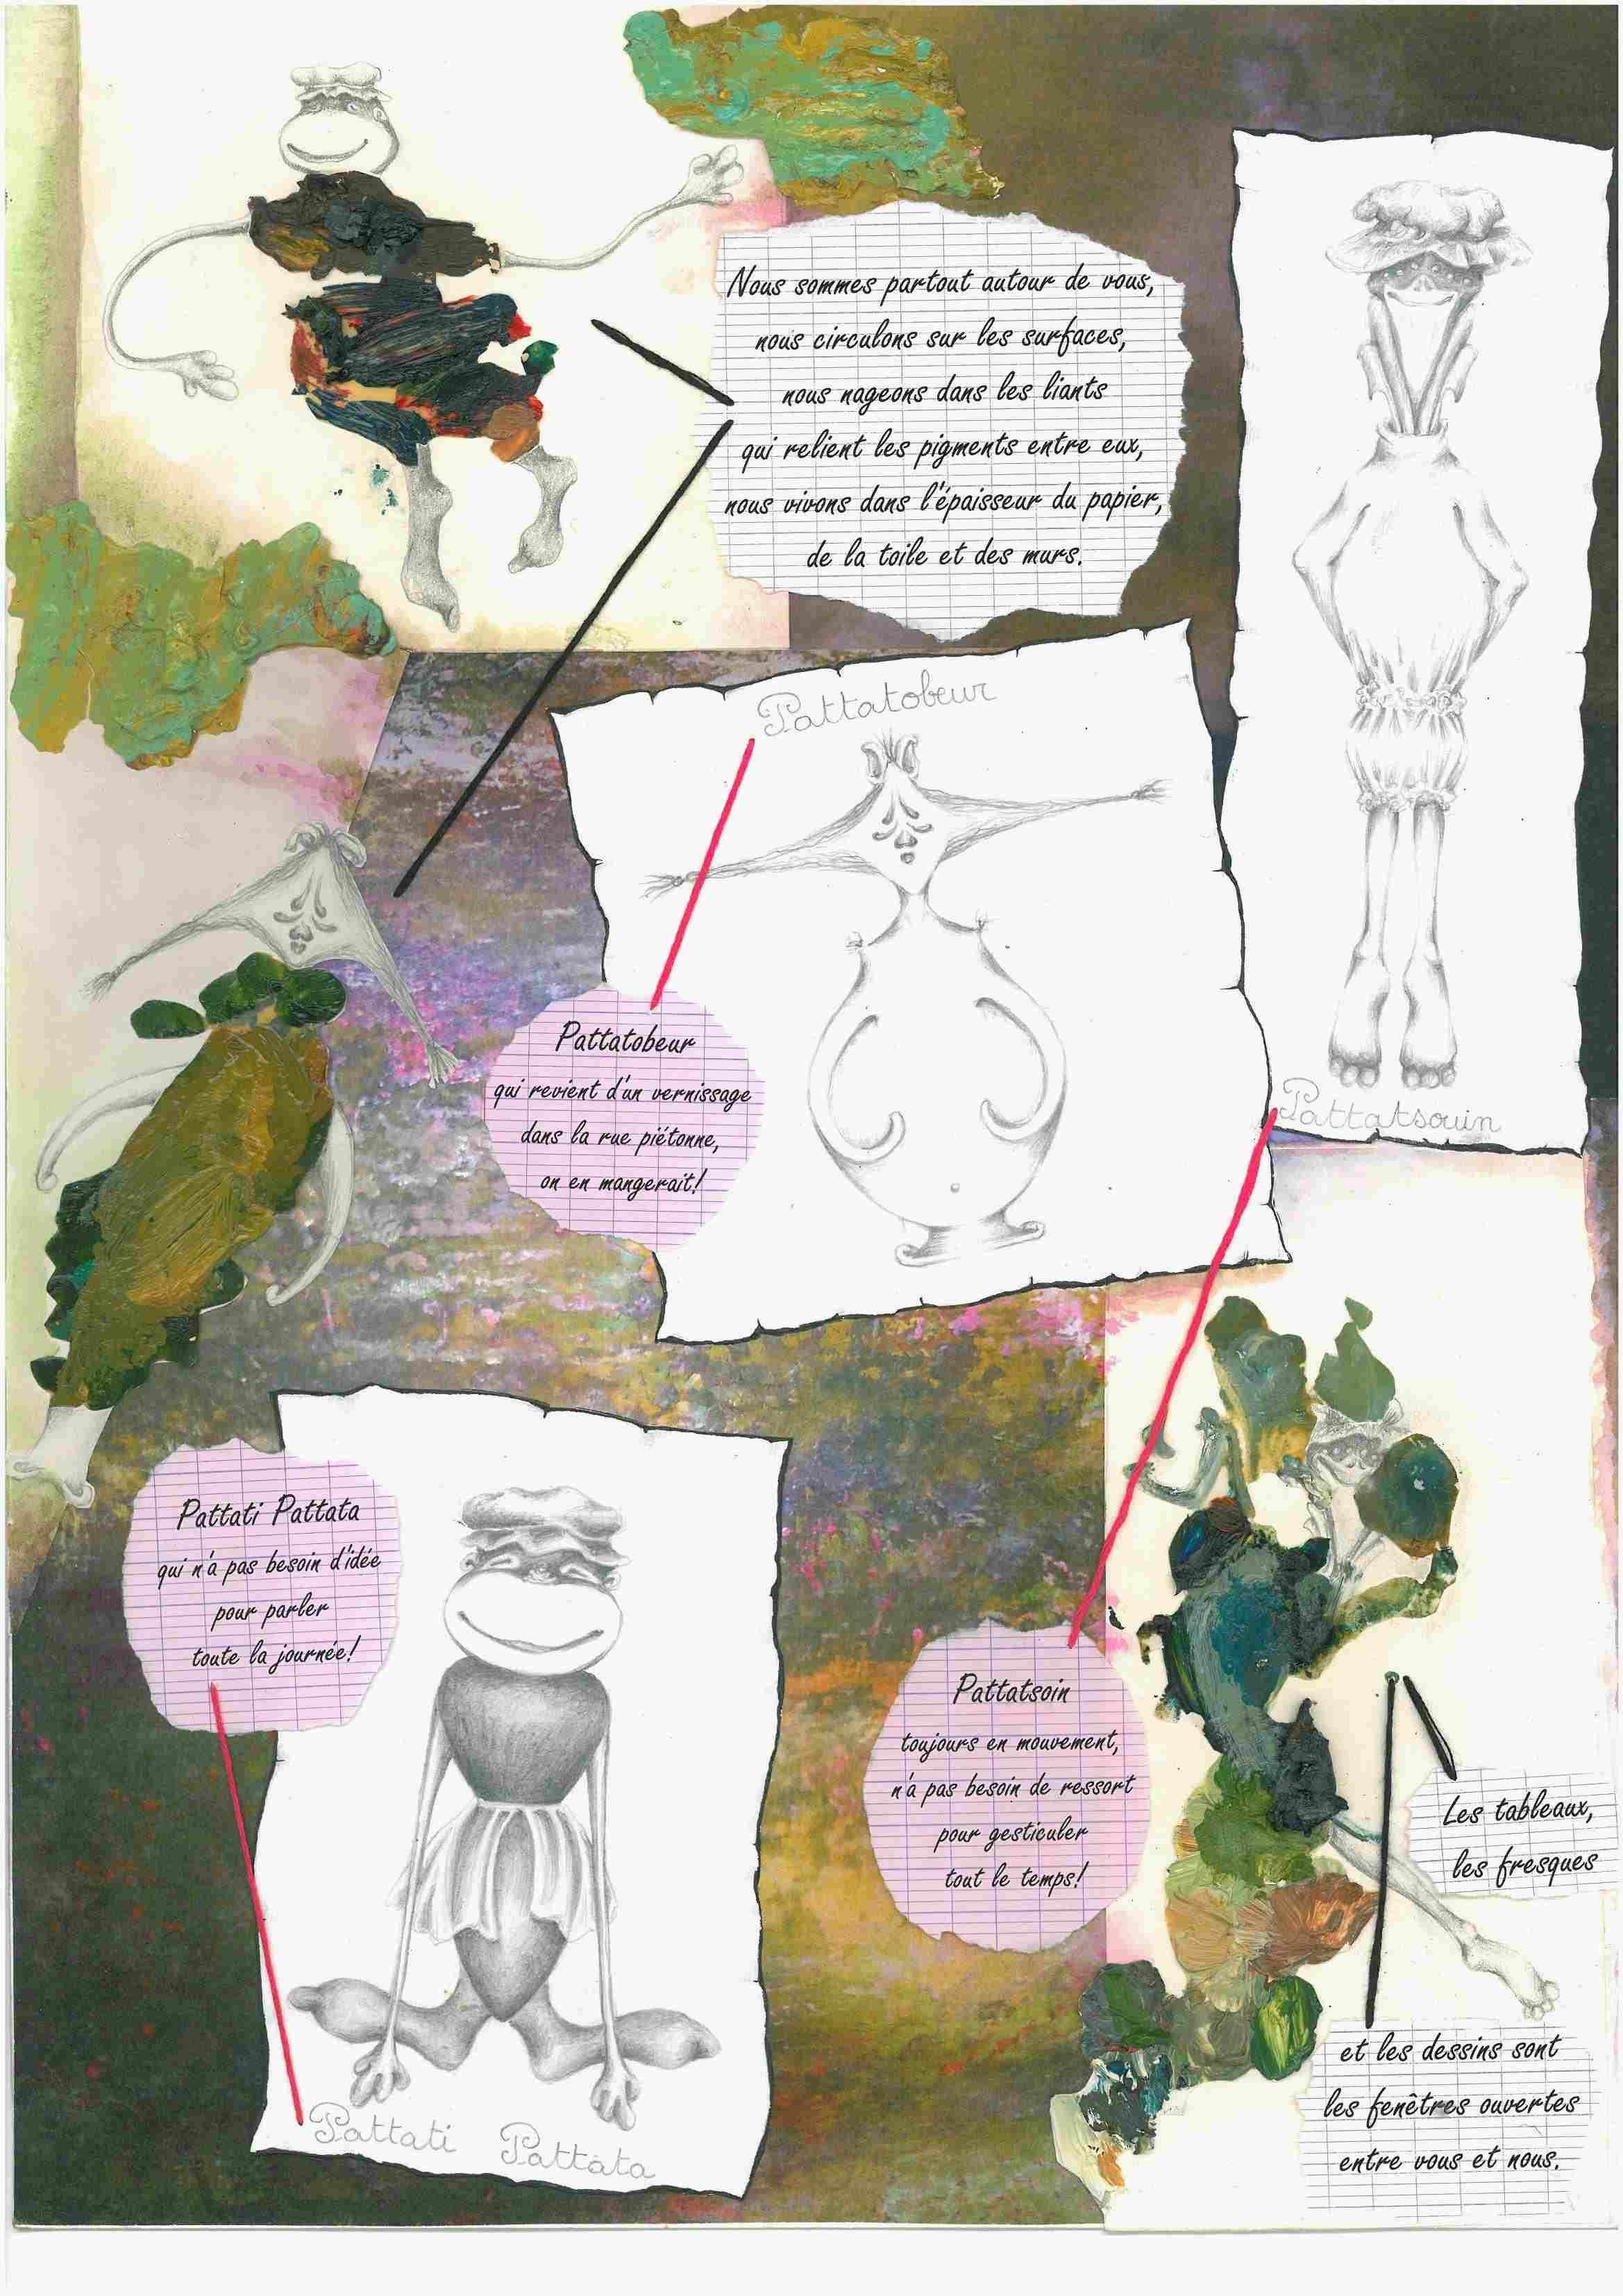 Nous sommes partout autour de vous,
nous circulons sur les surfaces,
nous nageons dans les liants
qui relient les pigments entre eux,
nous vivons dans l'épaisseur du papier,
de la toile et des murs.
Pattatobeur
Pattatobeur
qui revient d'un vernissage
dans la rue piétonne,
on en mangerait!
Pattatsouin
Pattati Pattata
qui n'a pas besoin d'idée
pour parler
toute la journée!
Pattati Pattata
Pattatsoin
toujours en mouvement,
n'a pas besoin de ressort
pour gesticuler
tout le temps!
Les tableaux,
les fresques
et les dessins sont
les fenêtres ouvertes
entre vous et nous.